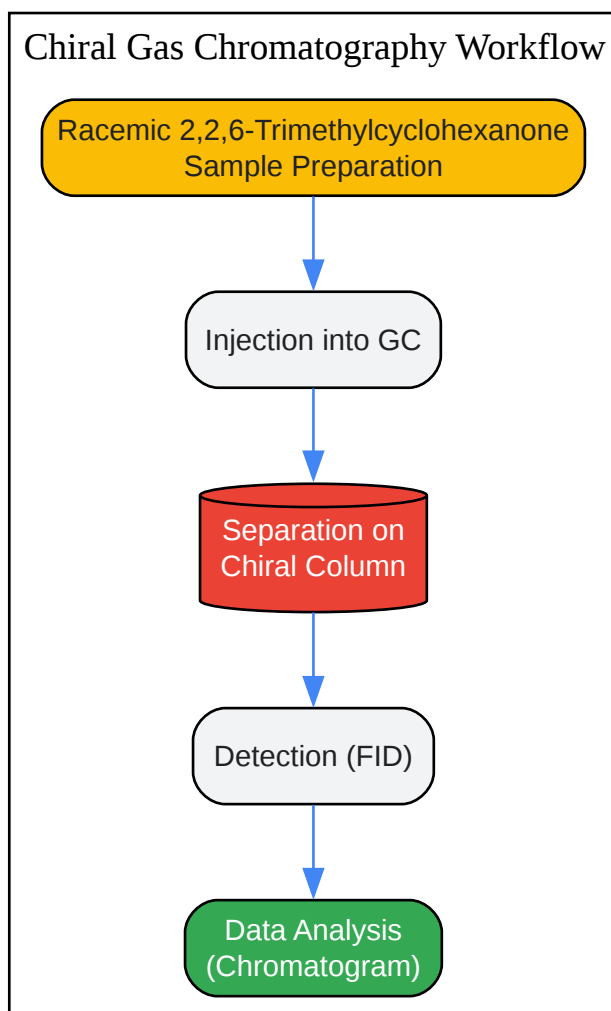 Chiral Gas Chromatography Workflow
Racemic 2,2,6-Trimethylcyclohexanone
Sample Preparation
Injection into GC
Separation on
Chiral Column
Detection (FID)
Data Analysis
(Chromatogram)